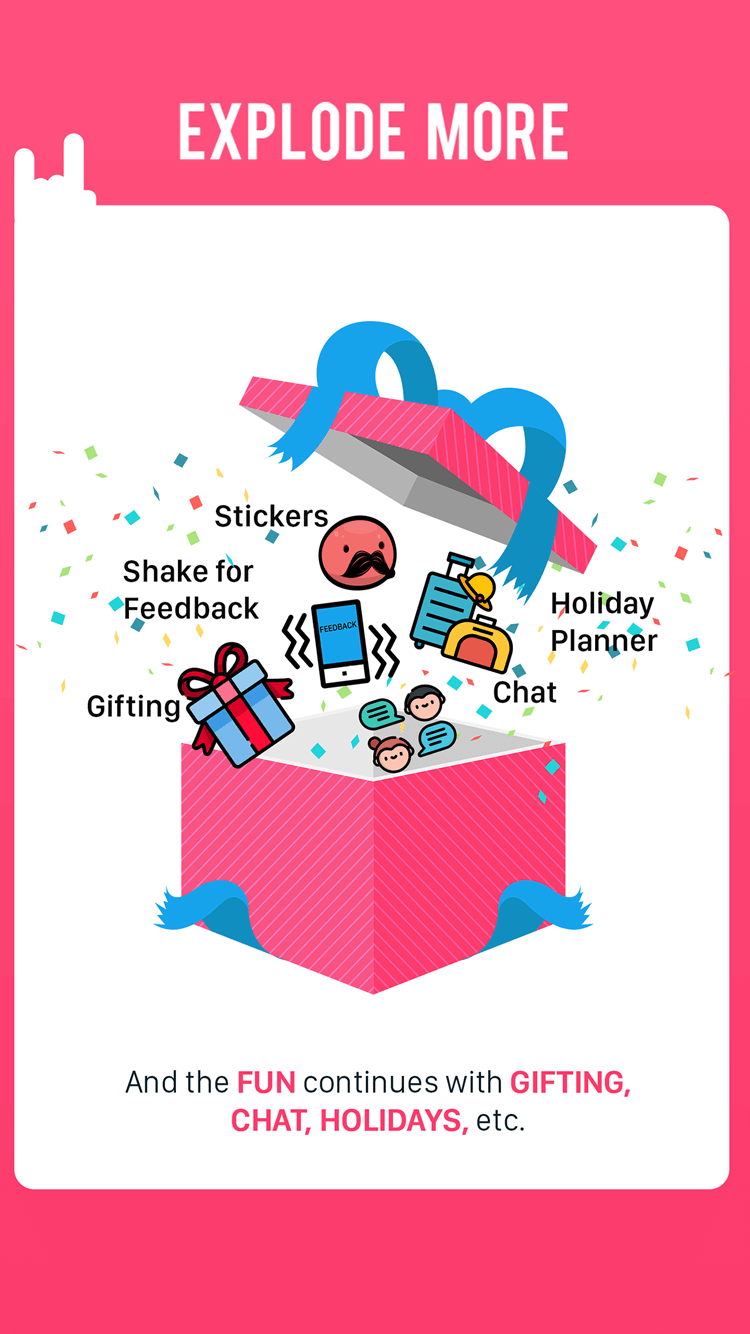 EXPLODE MORE
Stickers
Shake for
Feedback
FEEDBACK
Holiday
Planner
Gifting
Chat
And the FUN continues with GIFTING,
CHAT, HOLIDAYS, etc.